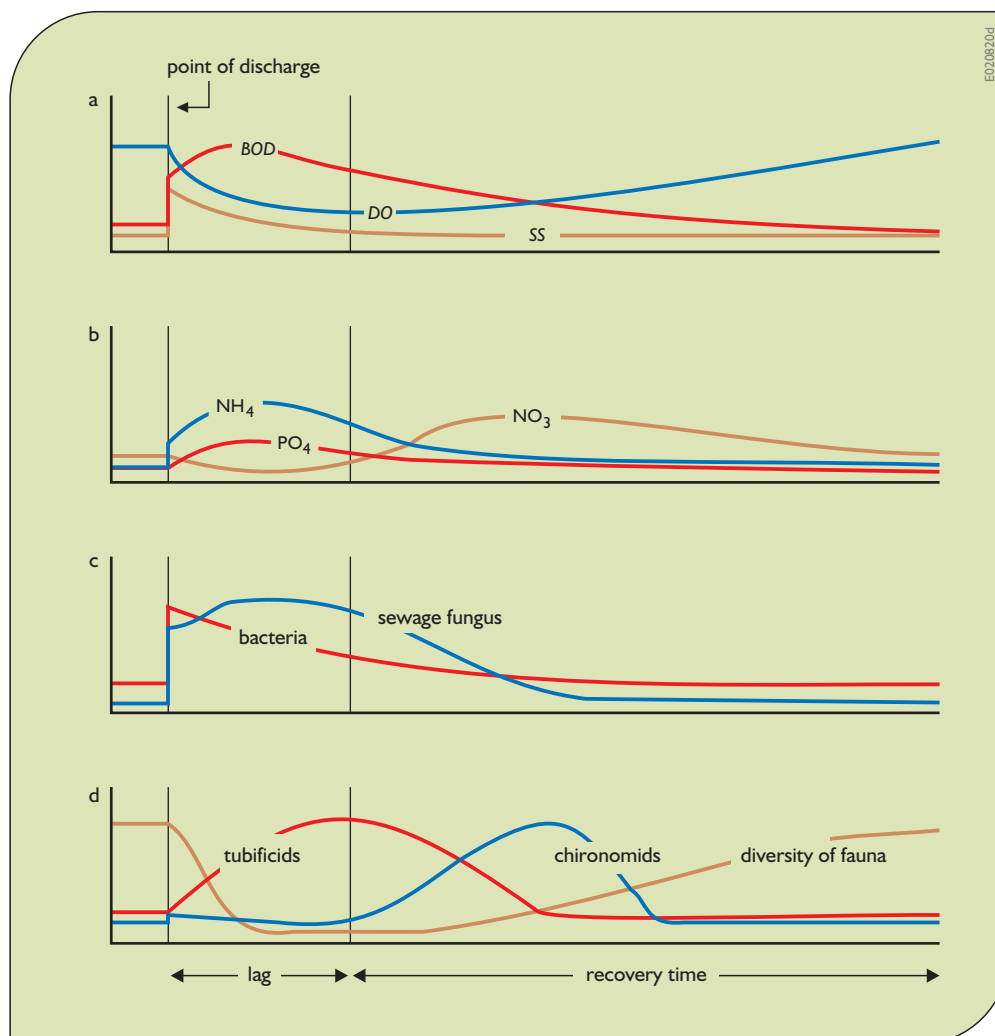 E020820d
point of discharge
a
BOD
DO
SS
b
NH4
NO3
PO4
c
sewage fungus
bacteria
d
tubificids
chironomids
diversity of fauna
lag
recovery time